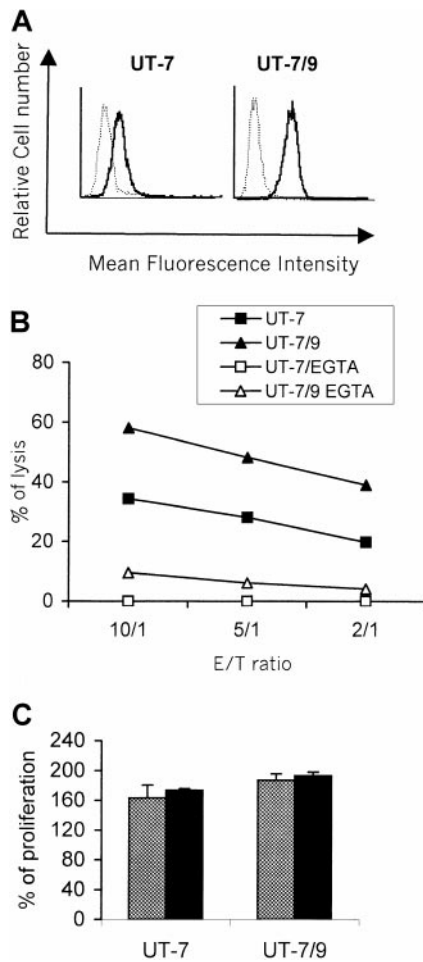 A
UT-7
UT-7/9
Relative Cell number
Mean Fluorescence Intensity
B
UT-7
UT-7/9
UT-7/EGTA
UT-7/9 EGTA
% of lysis
80
60
40
20
0
10/1
5/1
2/1
E/T ratio
C
% of proliferation
240
200
160
120
80
40
0
UT-7
UT-7/9